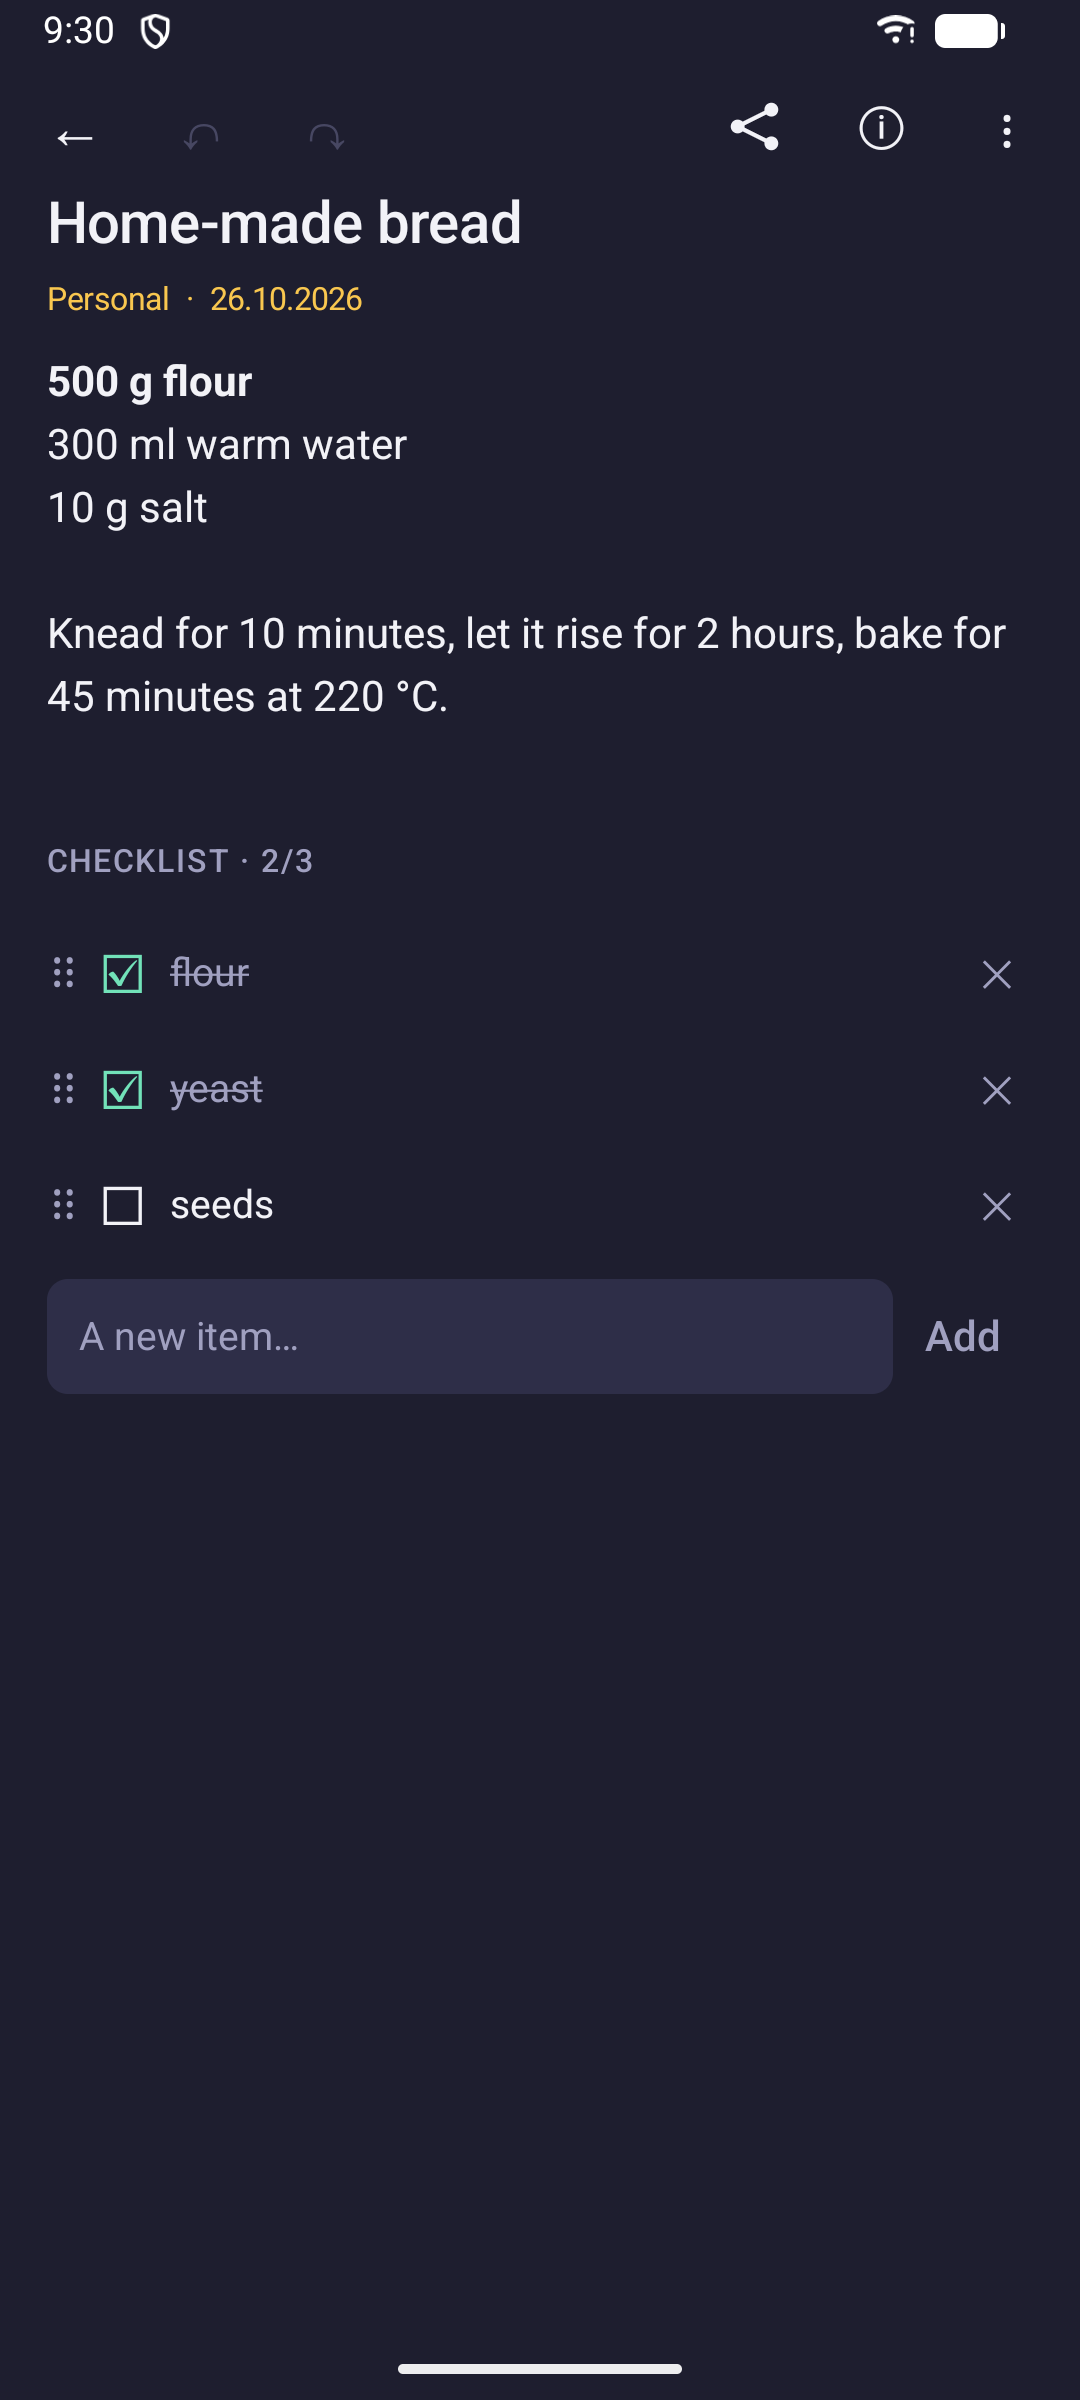 9:30
Home-made bread
Personal · 26.10.2026
500 g flour
300 ml warm water
10 g salt
Knead for 10 minutes, let it rise for 2 hours, bake for
45 minutes at 220 °C.
CHECKLIST · 2/3
flour
yeast
seeds
A new item...
Add